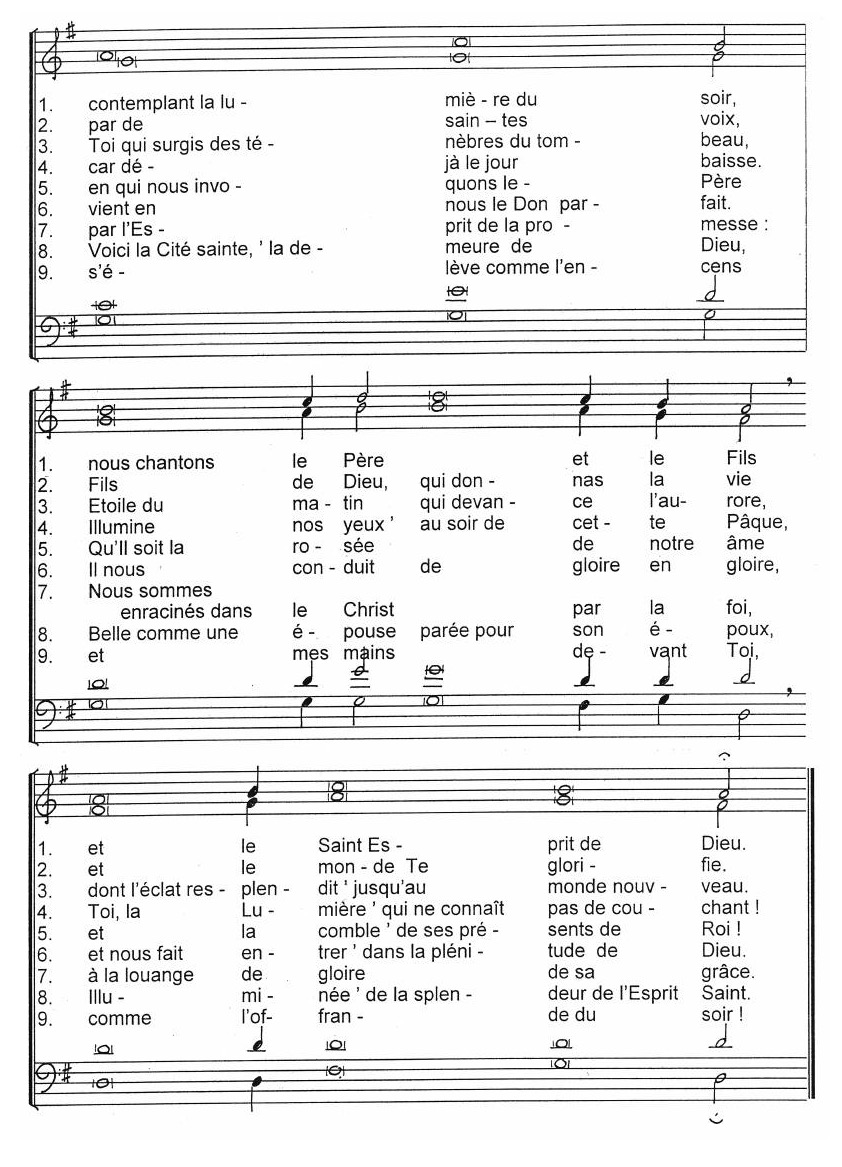 1. contemplant la lu - miè - re du soir,
2. par de sain – tes voix,
3. Toi qui surgis des té - nèbres du tom - beau,
4. car dé - jà le jour baisse.
5. en qui nous invo - quons le - Père
6. vient en nous le Don par - fait.
7. par l'Es - prit de la pro - messe :
8. Voici la Cité sainte, ' la de - meure de Dieu,
9. s'é - lève comme l'en - cens
1. nous chantons le Père et le Fils
2. Fils de Dieu, qui don - nas la vie
3. Etoile du ma - tin qui devan - ce l'au- rore,
4. Illumine nos yeux ' au soir de cet - te Pâque,
5. Qu'Il soit la ro - sée de notre âme
6. Il nous con - duit de gloire en gloire,
7. Nous sommes
enracinés dans le Christ par la foi,
8. Belle comme une é - pouse parée pour son é - poux,
9. et mes mains de - vant Toi,
1. et le Saint Es - prit de Dieu.
2. et le mon - de Te glori - fie.
3. dont l'éclat res - plen - dit ' jusqu'au monde nouv - veau.
4. Toi, la Lu - mière ' qui ne connaît pas de cou - chant !
5. et la comble ' de ses pré - sents de Roi !
6. et nous fait en - trer ' dans la pléni - tude de Dieu.
7. à la louange de gloire de sa grâce.
8. Illu - mi - née ' de la splen - deur de l'Esprit Saint.
9. comme l'of- fran - de du soir !